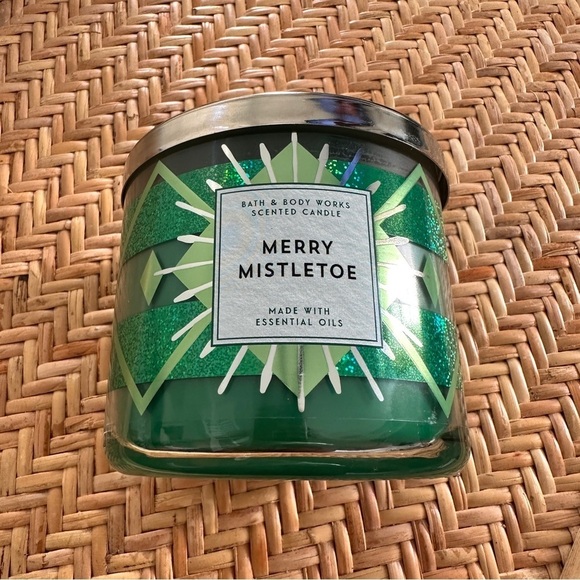 BATH & BODY WORKS
SCENTED CANDLE
MERRY
MISTLETOE
MADE WITH
ESSENTIAL OILS